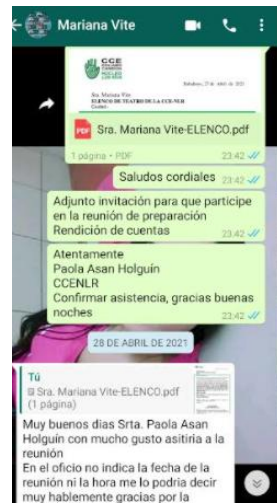 Mariana Vite
CCE
NÚCLEO
Sra. Mariana Vite
ELENCO DE TEATRO DE LA CCE-NLR
PDF Sra. Mariana Vite-ELENCO.pdf
1 página • PDF 23:42
Saludos cordiales 23:42
Adjunto invitación para que participe
en la reunión de preparación
Rendición de cuentas 23:42
Atentamente
Paola Asan Holguín
CCENLR
Confirmar asistencia, gracias buenas
noches 23:42
28 DE ABRIL DE 2021
Tú
Sra. Mariana Vite-ELENCO.pdf
(1 página)
Muy buenos dias Srta. Paola Asan
Holguín con mucho gusto asitiria a la
reunión
En el oficio no indica la fecha de la
reunión ni la hora me lo podria decir
muy hablemente gracias por la